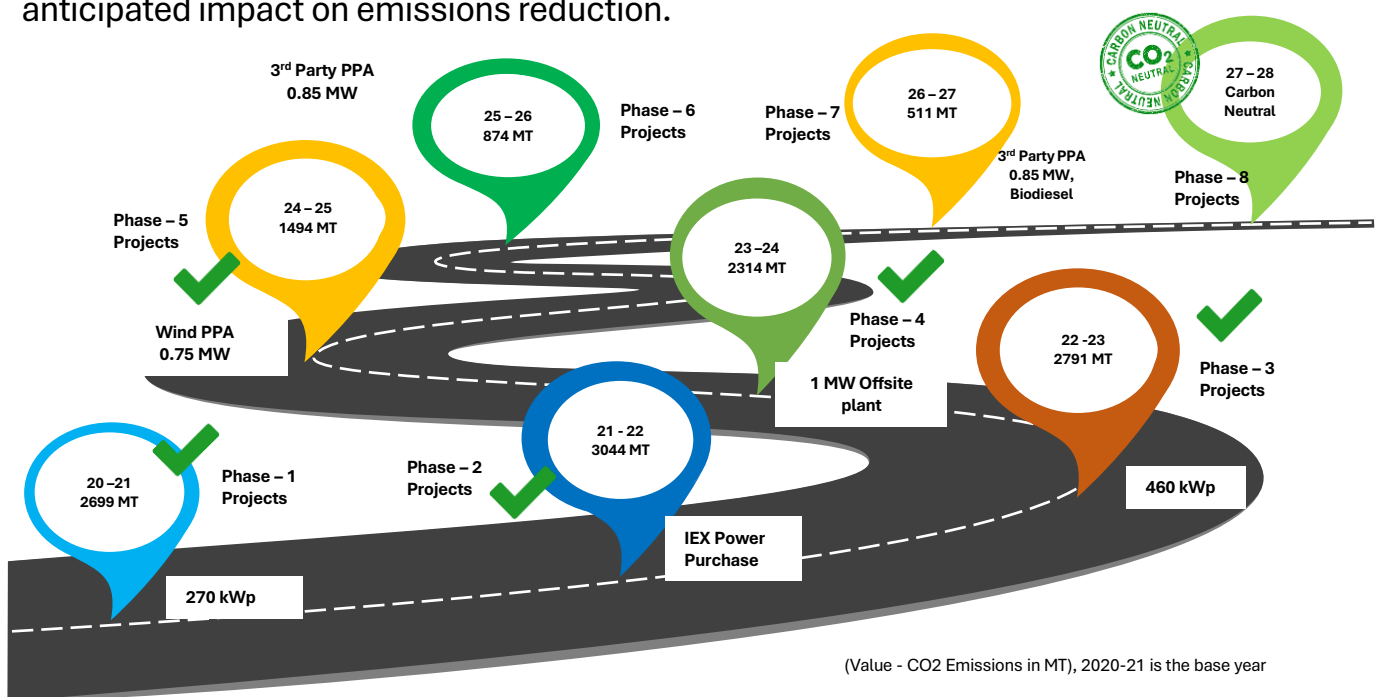 anticipated impact on emissions reduction.
3rd Party PPA
0.85 MW
25 – 26
874 MT
Phase – 6
Projects
Phase – 7
Projects
26 – 27
511 MT
3rd Party PPA
0.85 MW,
Biodiesel
CARBON NEUTRAL
CO2
NEUTRAL
CARBON NEUTRAL
27 – 28
Carbon
Neutral
Phase – 8
Projects
Phase – 5
Projects
24 – 25
1494 MT
Wind PPA
0.75 MW
23 –24
2314 MT
Phase – 4
Projects
1 MW Offsite
plant
22 -23
2791 MT
Phase – 3
Projects
460 kWp
20 –21
2699 MT
Phase – 1
Projects
270 kWp
Phase – 2
Projects
21 - 22
3044 MT
IEX Power
Purchase
(Value - CO2 Emissions in MT), 2020-21 is the base year